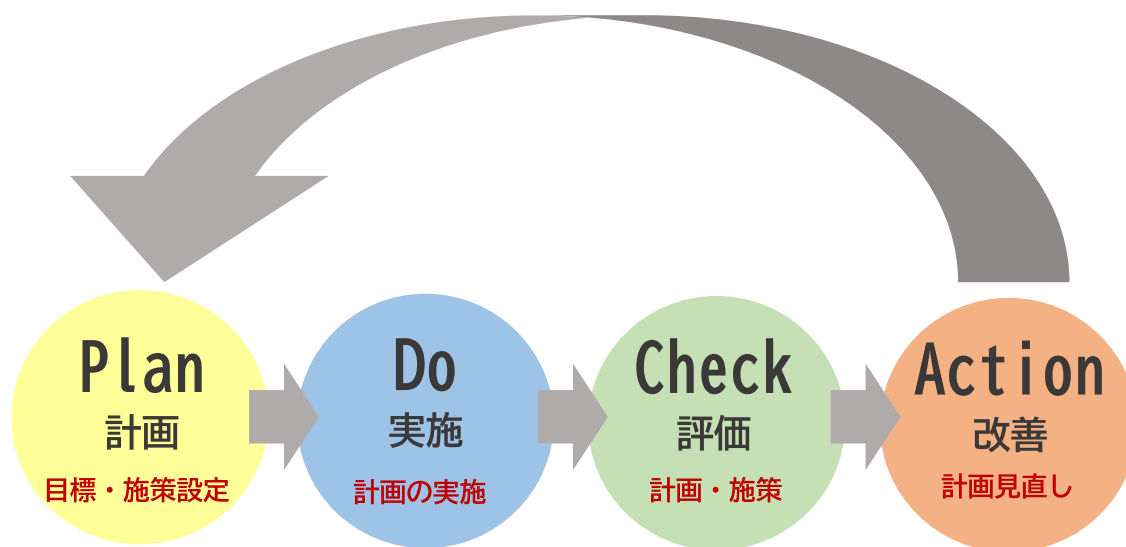 Plan
計画
目標・施策設定
Do
実施
計画の実施
Check
評価
計画・施策
Action
改善
計画見直し